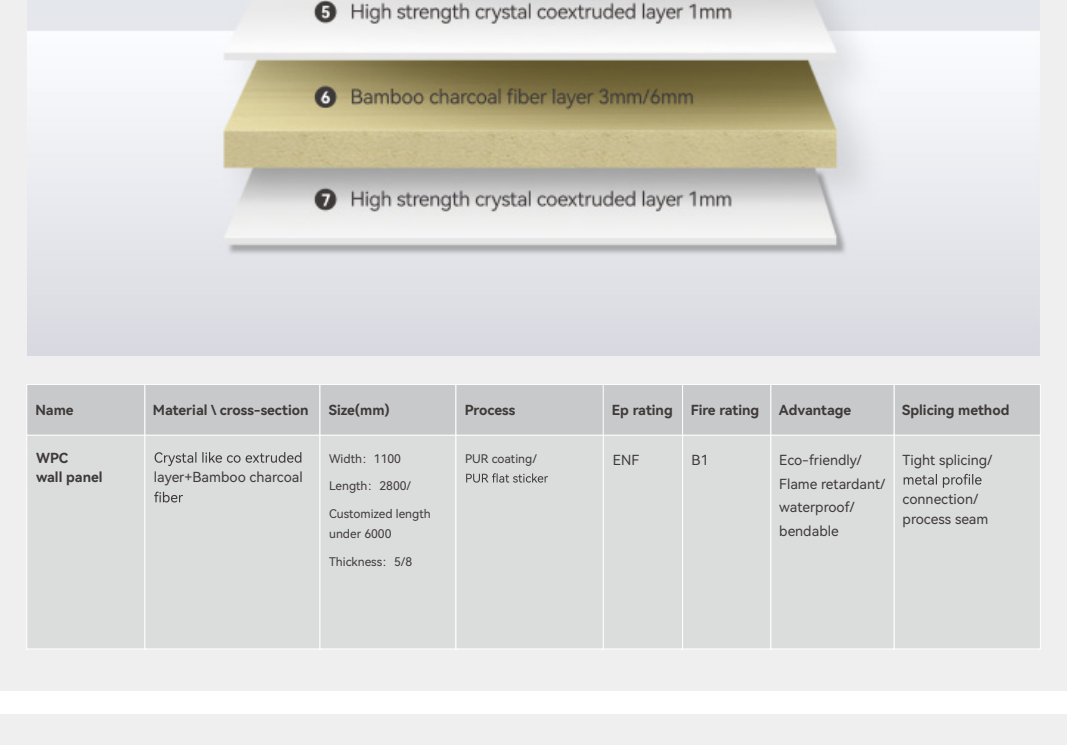 5 High strength crystal coextruded layer 1mm
6 Bamboo charcoal fiber layer 3mm/6mm
7 High strength crystal coextruded layer 1mm
Name
Material \ cross-section
Size(mm)
Process
Ep rating
Fire rating
Advantage
Splicing method
WPC
wall panel
Crystal like co extruded
layer+Bamboo charcoal
fiber
Width: 1100
Length: 2800/
Customized length
under 6000
Thickness: 5/8
PUR coating/
PUR flat sticker
ENF
B1
Eco-friendly/
Flame retardant/
waterproof/
bendable
Tight splicing/
metal profile
connection/
process seam